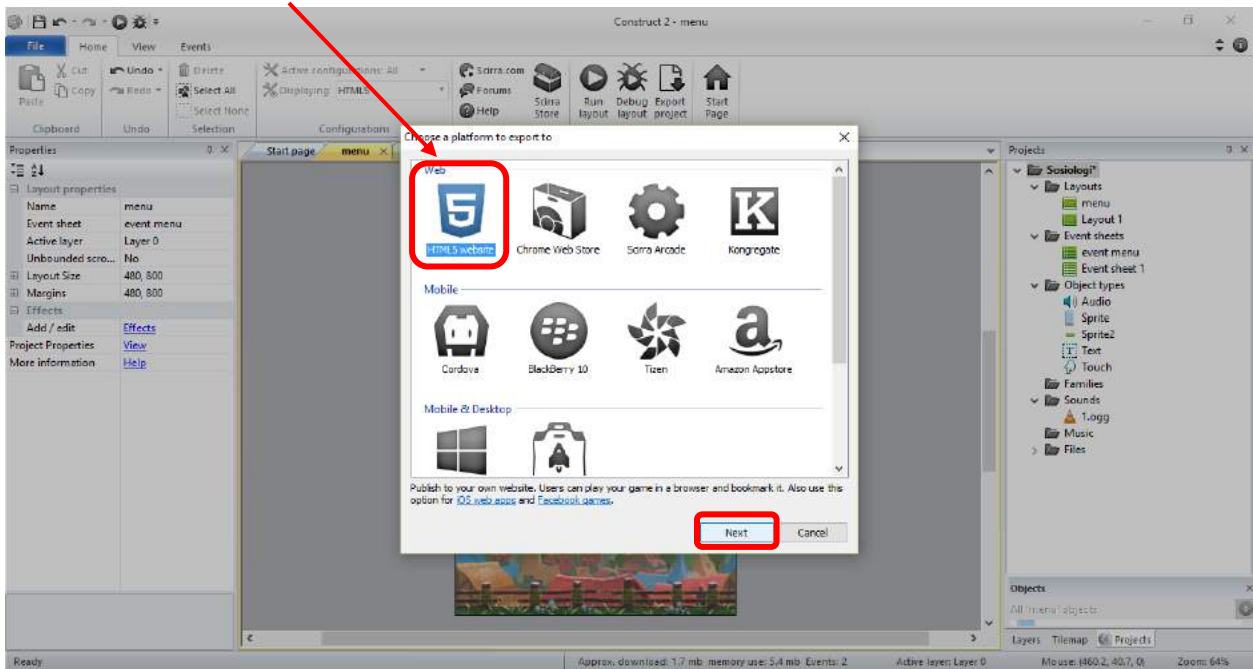 Construct 2 - menu
File Home View Events
Paste
Cut
Copy
Clipboard
Undo
Redo
Undo
Delete
Select All
Select None
Selection
Active configurations: All
Displaying: HTML5
Configurations
Scirra.com
Forums
Help
Scirra Store
Run layout
Debug layout
Export project
Start Page
Properties
Layout properties
Name menu
Event sheet event menu
Active layer Layer 0
Unbounded scro... No
Layout Size 480, 800
Margins 480, 800
Effects
Add / edit Effects
Project Properties View
More information Help
Start page menu
Choose a platform to export to
Web
HTML5 website Chrome Web Store Scirra Arcade Kongregate
Mobile
Cordova BlackBerry 10 Tizen Amazon Appstore
Mobile & Desktop
Publish to your own website. Users can play your game in a browser and bookmark it. Also use this
option for iOS web apps and Facebook games.
Next Cancel
Projects
Sosiologi*
Layouts
menu
Layout 1
Event sheets
event menu
Event sheet 1
Object types
Audio
Sprite
Sprite2
Text
Touch
Families
Sounds
1.ogg
Music
Files
Objects
All 'menu' objects
Layers Tilemap Projects
Ready
Approx. download: 1.7 mb memory use: 5.4 mb Events: 2 Active layer: Layer 0 Mouse: (460.2, 40.7, 0) Zoom: 64%